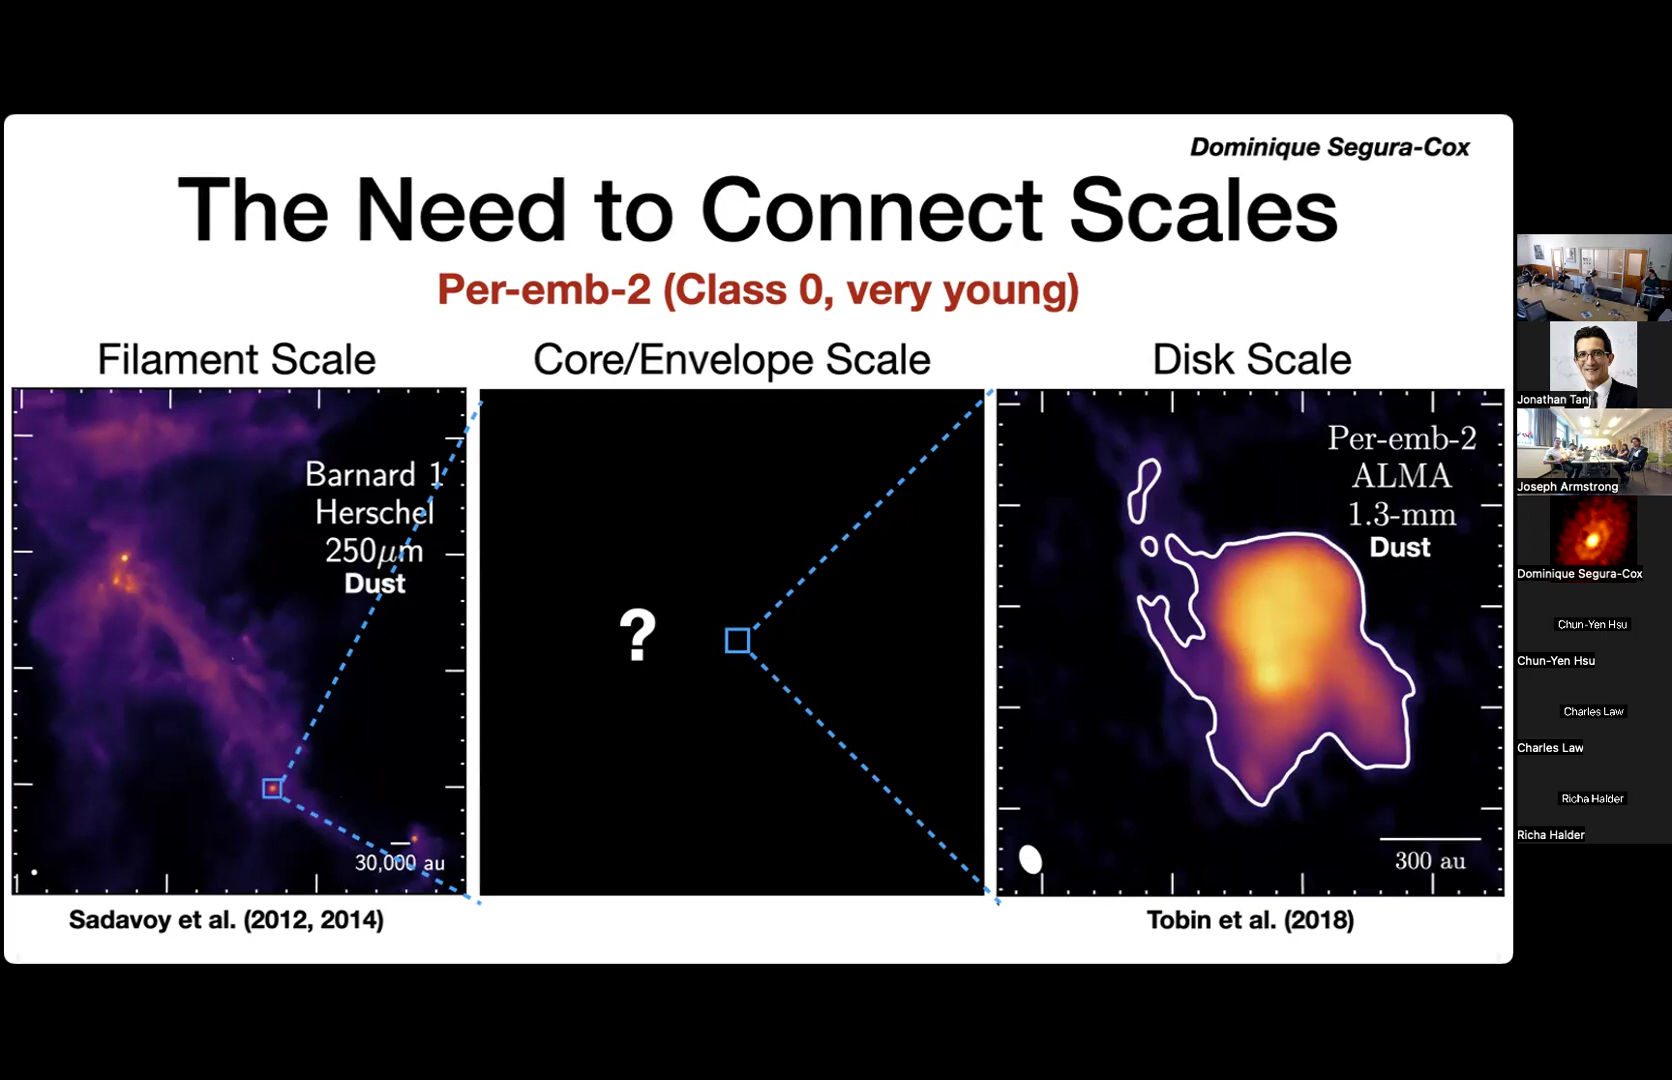 Dominique Segura-Cox
The Need to Connect Scales
Per-emb-2 (Class 0, very young)
Filament Scale
Barnard 1
Herschel
250μm
Dust
30,000 au
Sadavoy et al. (2012, 2014)
Core/Envelope Scale
?
Disk Scale
Per-emb-2
ALMA
1.3-mm
Dust
300 au
Tobin et al. (2018)
Jonathan Tan
Joseph Armstrong
Dominique Segura-Cox
Chun-Yen Hsu
Chun-Yen Hsu
Charles Law
Charles Law
Richa Halder
Richa Halder